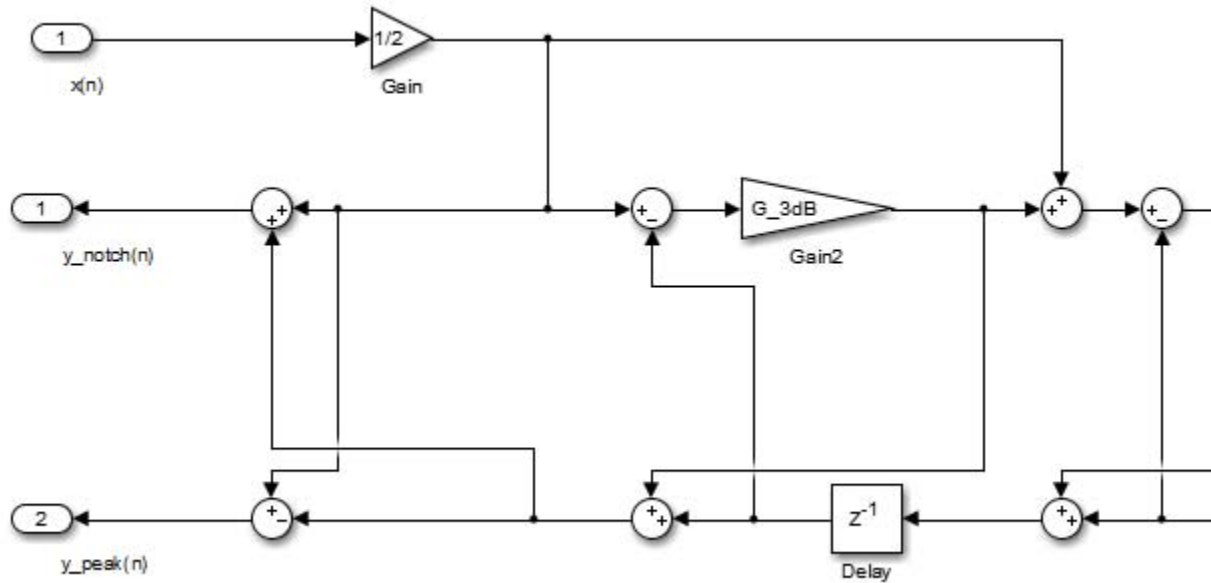 1
x(n)
1/2
Gain
1
y_notch(n)
++
+-
G_3dB
Gain2
++
+-
2
y_peak(n)
+-
++
Z-1
Delay
++